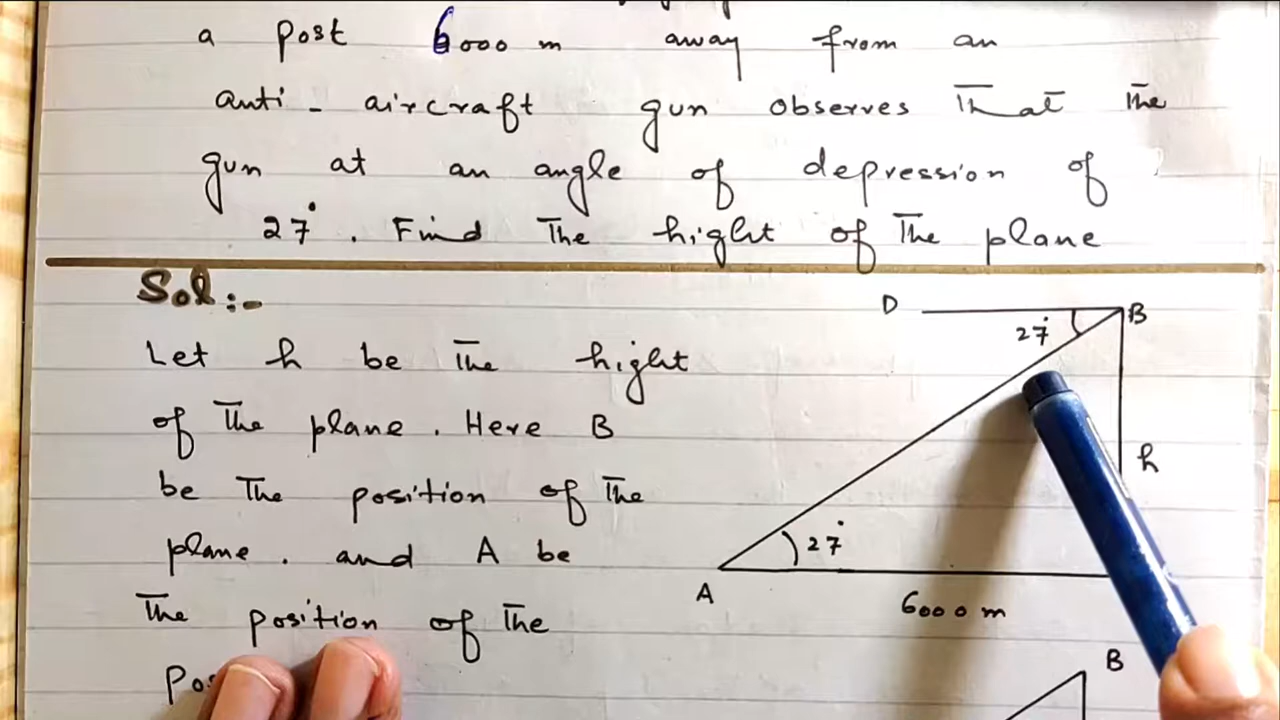 a post 6000 m away from an
anti - aircraft gun observes That the
gun at an angle of depression of
27° . Find The hight of The plane
Sol:-
Let h be The hight
of The plane . Here B
be The position of The
plane . and A be
The position of The
D
27°
B
h
27°
A
6000 m
B